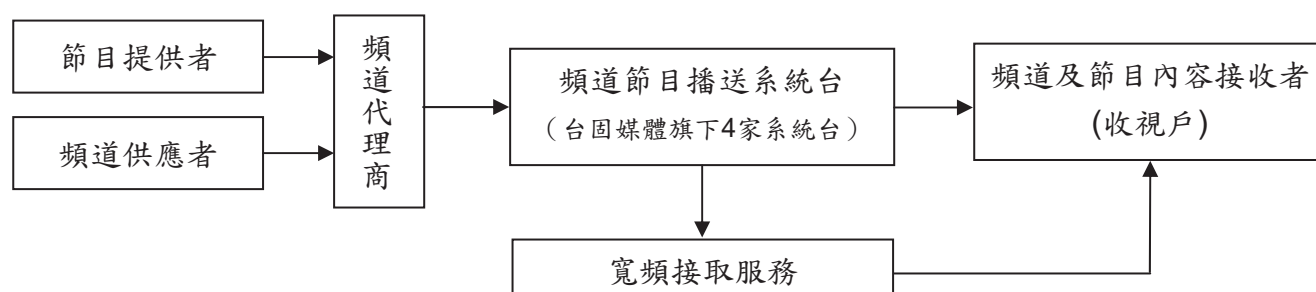 節目提供者
頻道供應者
頻道代理商
頻道節目播送系統台
（台固媒體旗下4家系統台）
頻道及節目內容接收者
(收視戶)
寬頻接取服務